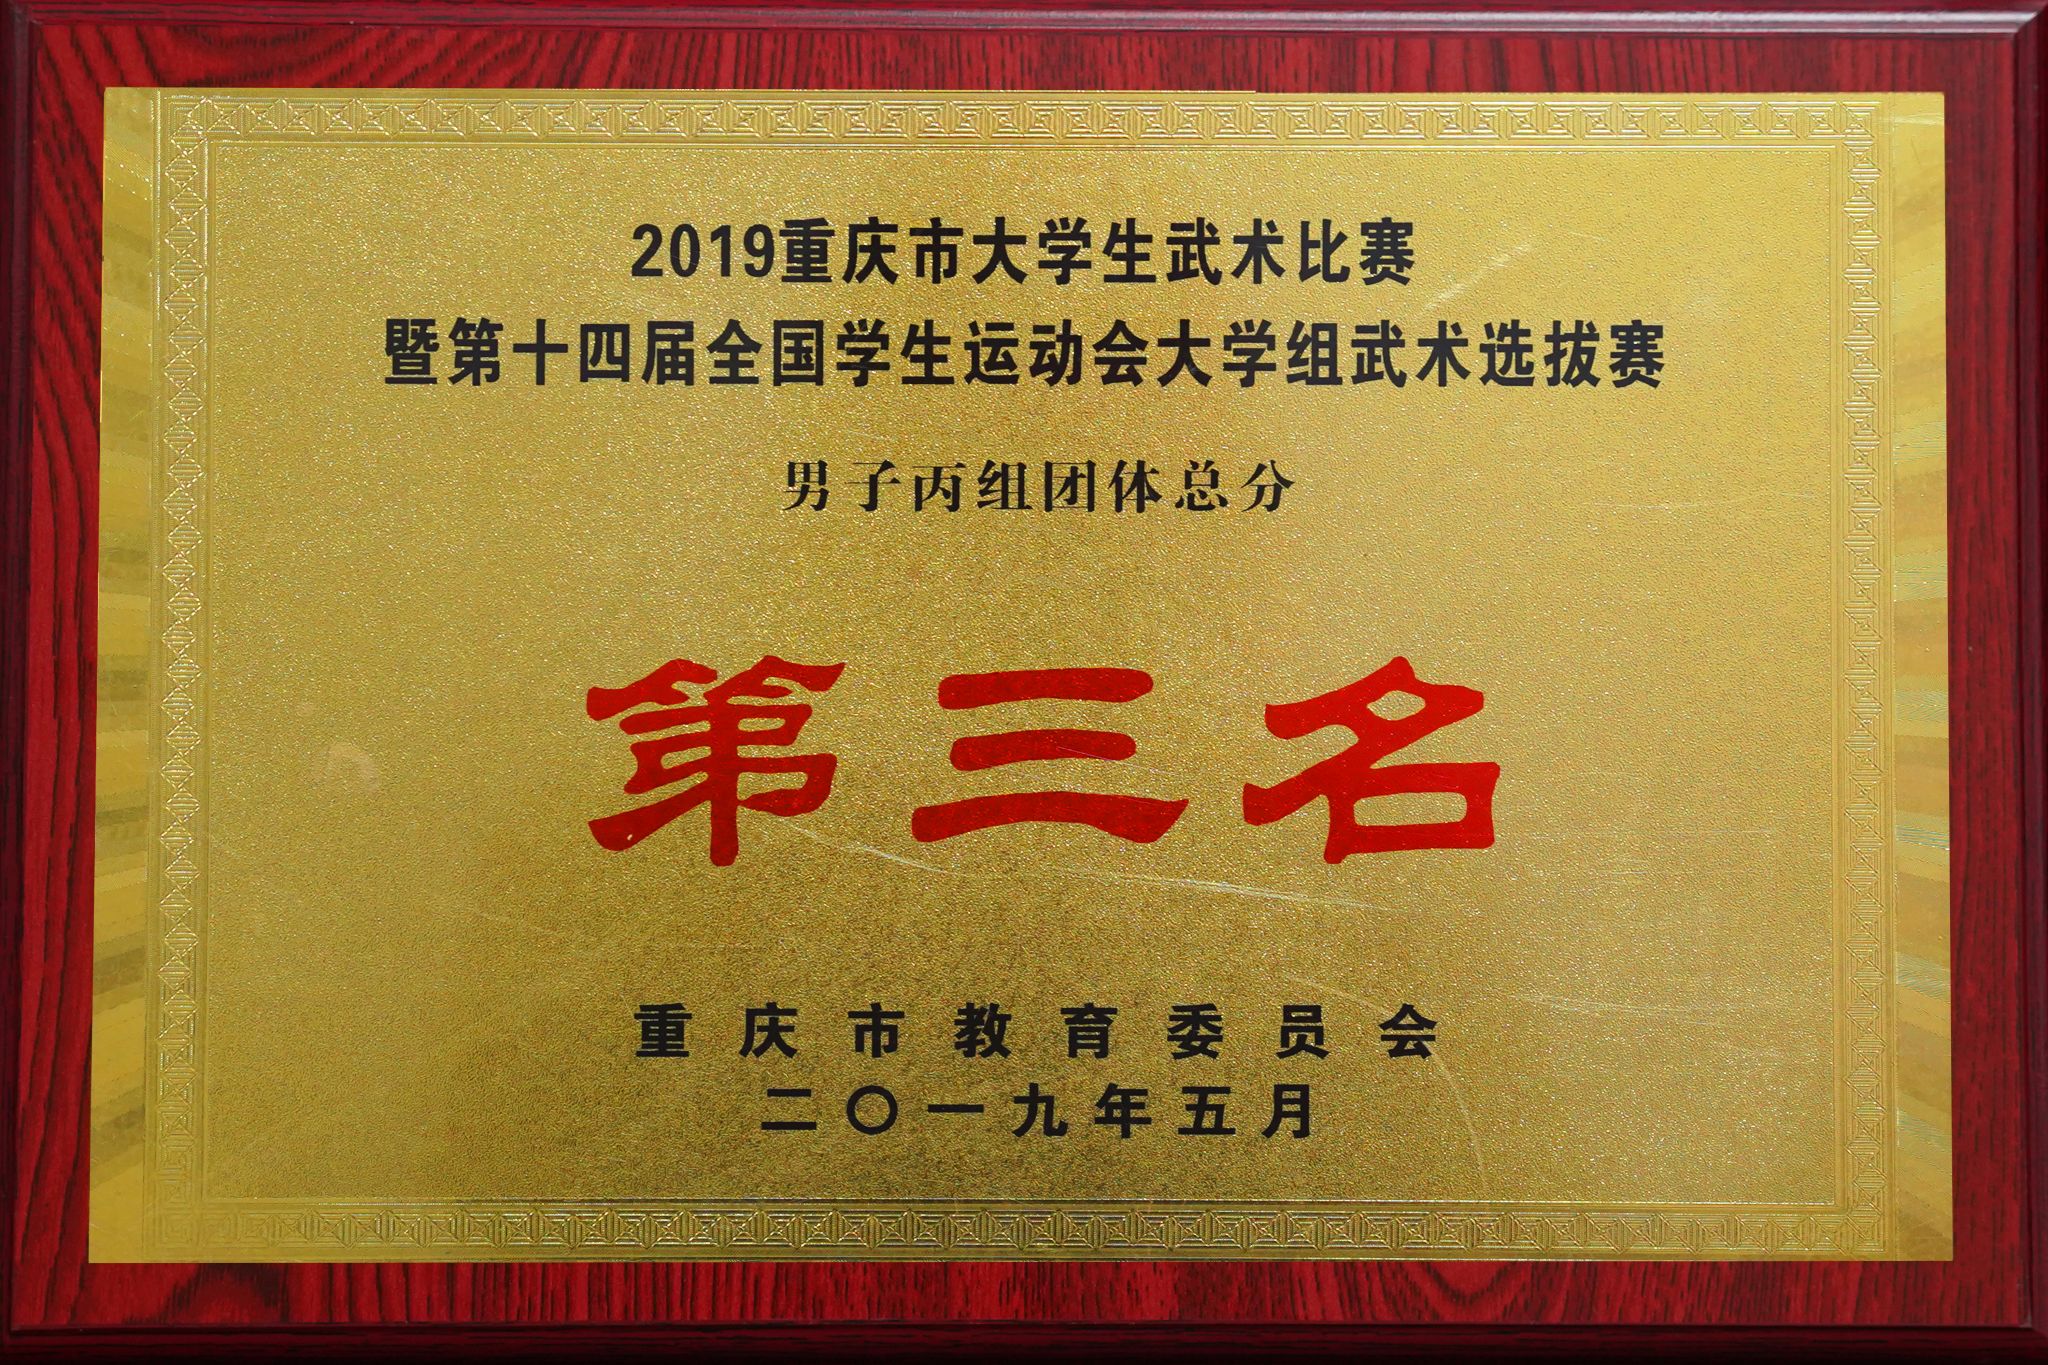 2019重庆市大学生武术比赛
暨第十四届全国学生运动会大学组武术选拔赛
男子丙组团体总分
第三名
重庆市教育委员会
二〇一九年五月